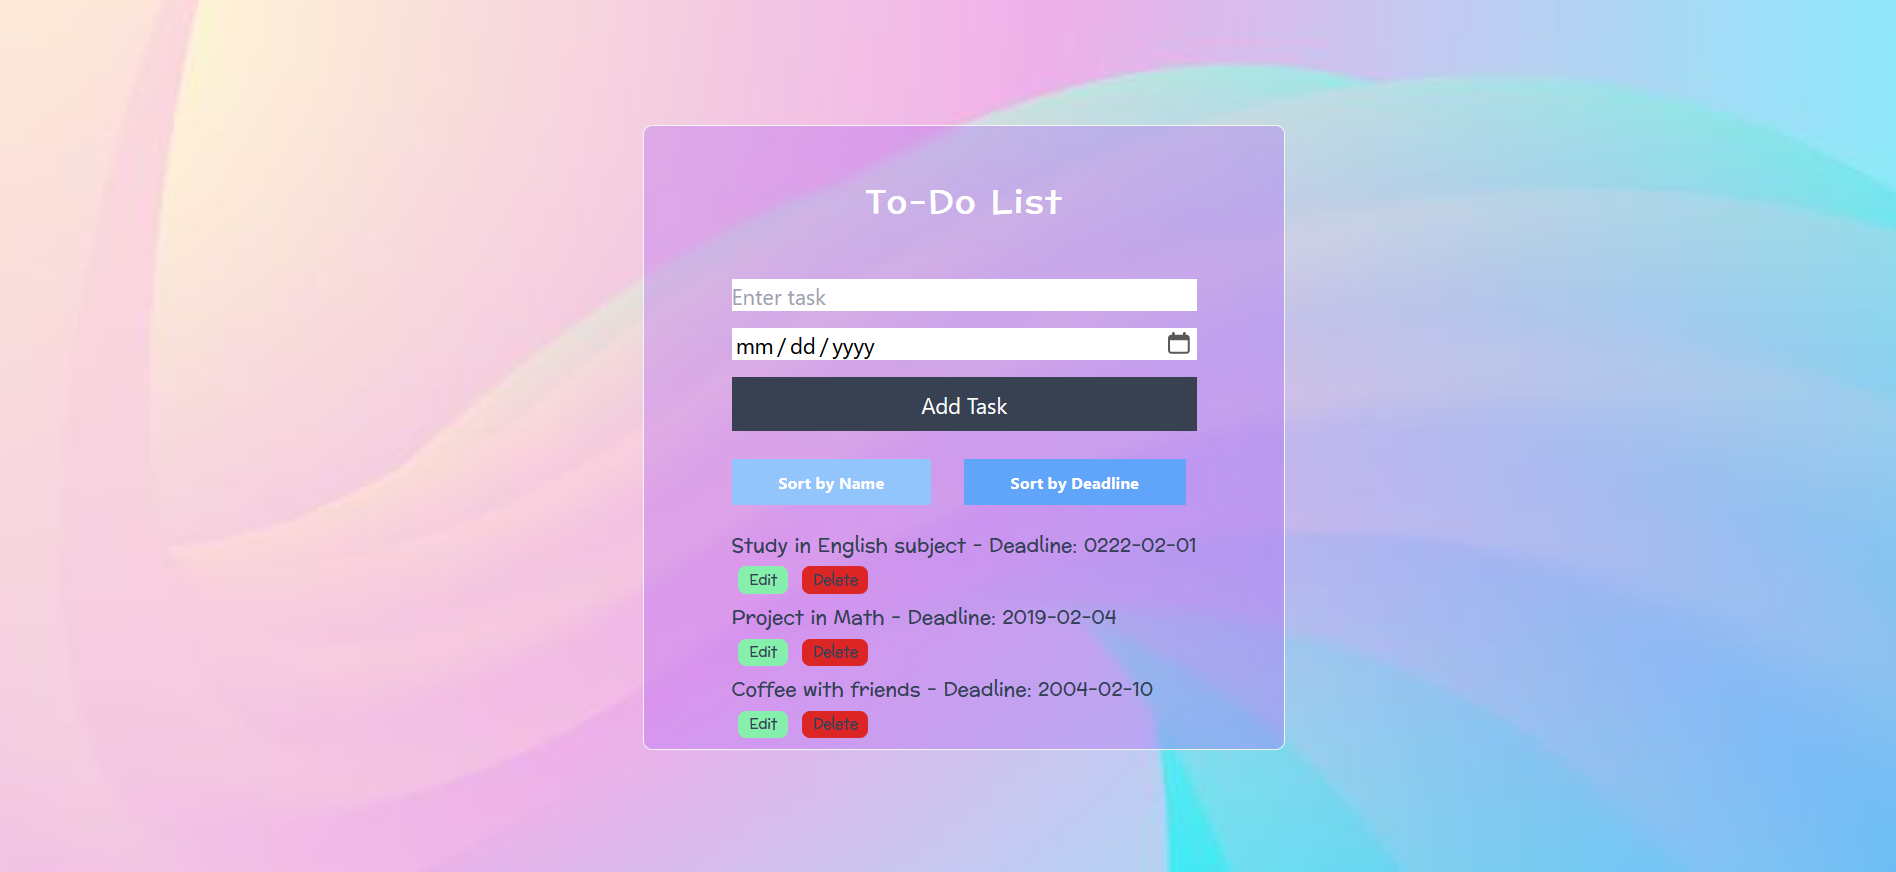 To-Do List
Enter task
mm/dd/yyyy
Add Task
Sort by Name Sort by Deadline
Study in English subject - Deadline: 0222-02-01
Edit Delete
Project in Math - Deadline: 2019-02-04
Edit Delete
Coffee with friends - Deadline: 2004-02-10
Edit Delete